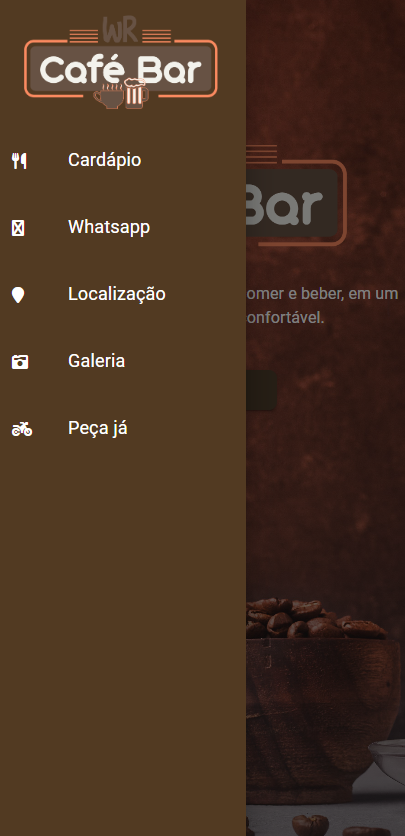 WR
Café Bar
Bar
Cardápio
Whatsapp
Localização
omer e beber, em um
Galeria
onfortável.
Peça já